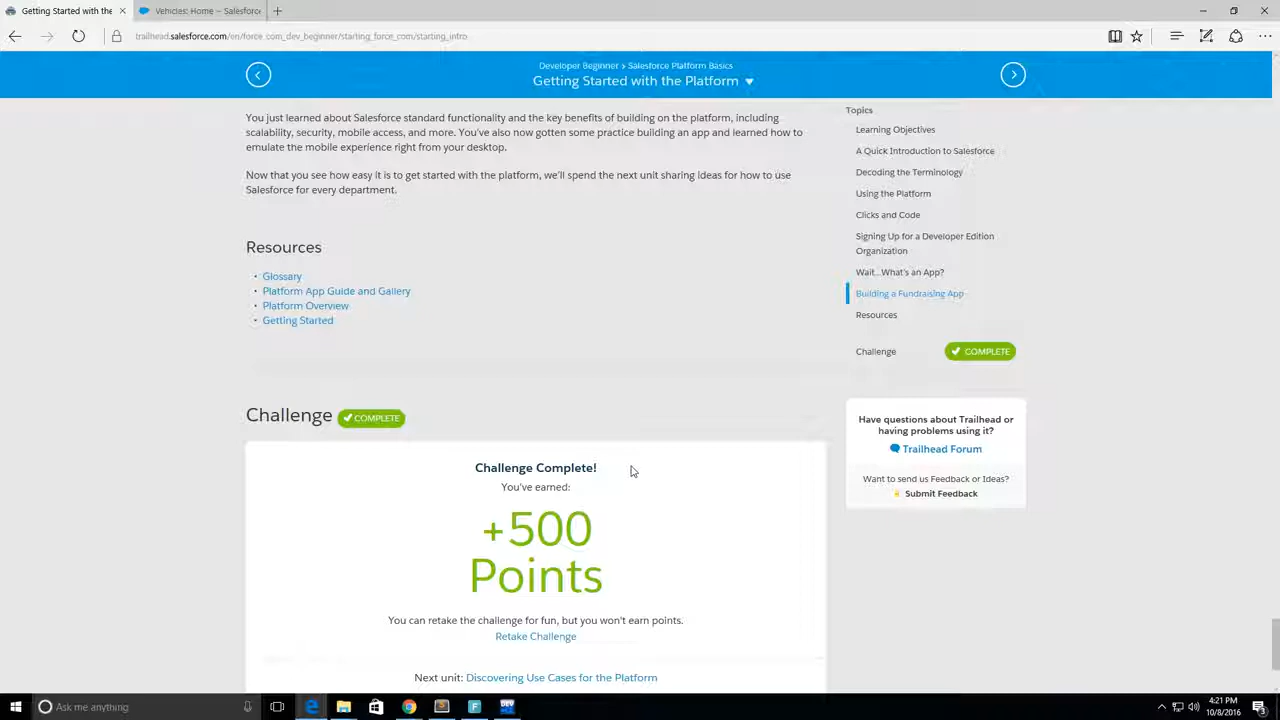 Getting Started with the
Vehicles: Home ~ Salesforce
trailhead.salesforce.com/en/force_com_dev_beginner/starting_force_com/starting_intro
Developer Beginner > Salesforce Platform Basics
Getting Started with the Platform
You just learned about Salesforce standard functionality and the key benefits of building on the platform, including
scalability, security, mobile access, and more. You've also now gotten some practice building an app and learned how to
emulate the mobile experience right from your desktop.
Now that you see how easy it is to get started with the platform, we'll spend the next unit sharing ideas for how to use
Salesforce for every department.
Resources
Glossary
Platform App Guide and Gallery
Platform Overview
Getting Started
Challenge COMPLETE
Challenge Complete!
You've earned:
+500
Points
You can retake the challenge for fun, but you won't earn points.
Retake Challenge
Next unit: Discovering Use Cases for the Platform
Topics
Learning Objectives
A Quick Introduction to Salesforce
Decoding the Terminology
Using the Platform
Clicks and Code
Signing Up for a Developer Edition
Organization
Wait...What's an App?
Building a Fundraising App
Resources
Challenge COMPLETE
Have questions about Trailhead or
having problems using it?
Trailhead Forum
Want to send us Feedback or Ideas?
Submit Feedback
Ask me anything
4:21 PM
10/8/2016